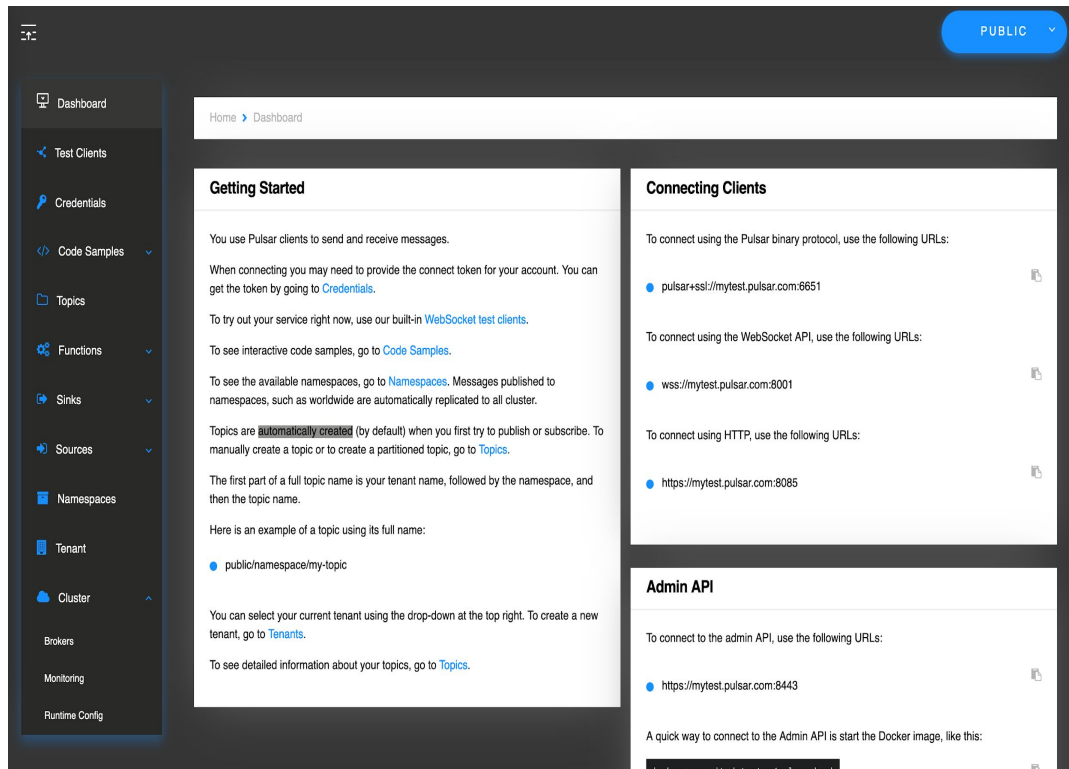 PUBLIC
Dashboard
Test Clients
Credentials
Code Samples
Topics
Functions
Sinks
Sources
Namespaces
Tenant
Cluster
Brokers
Monitoring
Runtime Config
Home > Dashboard
Getting Started
You use Pulsar clients to send and receive messages.
When connecting you may need to provide the connect token for your account. You can
get the token by going to Credentials.
To try out your service right now, use our built-in WebSocket test clients.
To see interactive code samples, go to Code Samples.
To see the available namespaces, go to Namespaces. Messages published to
namespaces, such as worldwide are automatically replicated to all cluster.
Topics are automatically created (by default) when you first try to publish or subscribe. To
manually create a topic or to create a partitioned topic, go to Topics.
The first part of a full topic name is your tenant name, followed by the namespace, and
then the topic name.
Here is an example of a topic using its full name:
public/namespace/my-topic
You can select your current tenant using the drop-down at the top right. To create a new
tenant, go to Tenants.
To see detailed information about your topics, go to Topics.
Connecting Clients
To connect using the Pulsar binary protocol, use the following URLs:
pulsar+ssl://mytest.pulsar.com:6651
To connect using the WebSocket API, use the following URLs:
wss://mytest.pulsar.com:8001
To connect using HTTP, use the following URLs:
https://mytest.pulsar.com:8085
Admin API
To connect to the admin API, use the following URLs:
https://mytest.pulsar.com:8443
A quick way to connect to the Admin API is start the Docker image, like this: